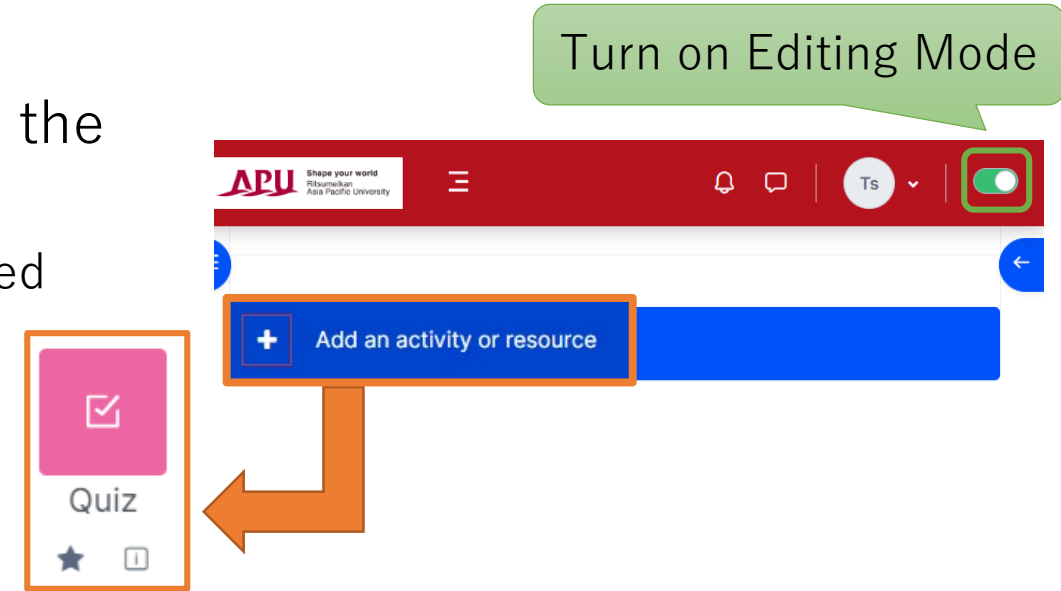 Turn on Editing Mode
the
APU
Shape your world
Ritsumeikan
Asia Pacific University
Ts
ed
+ Add an activity or resource
Quiz